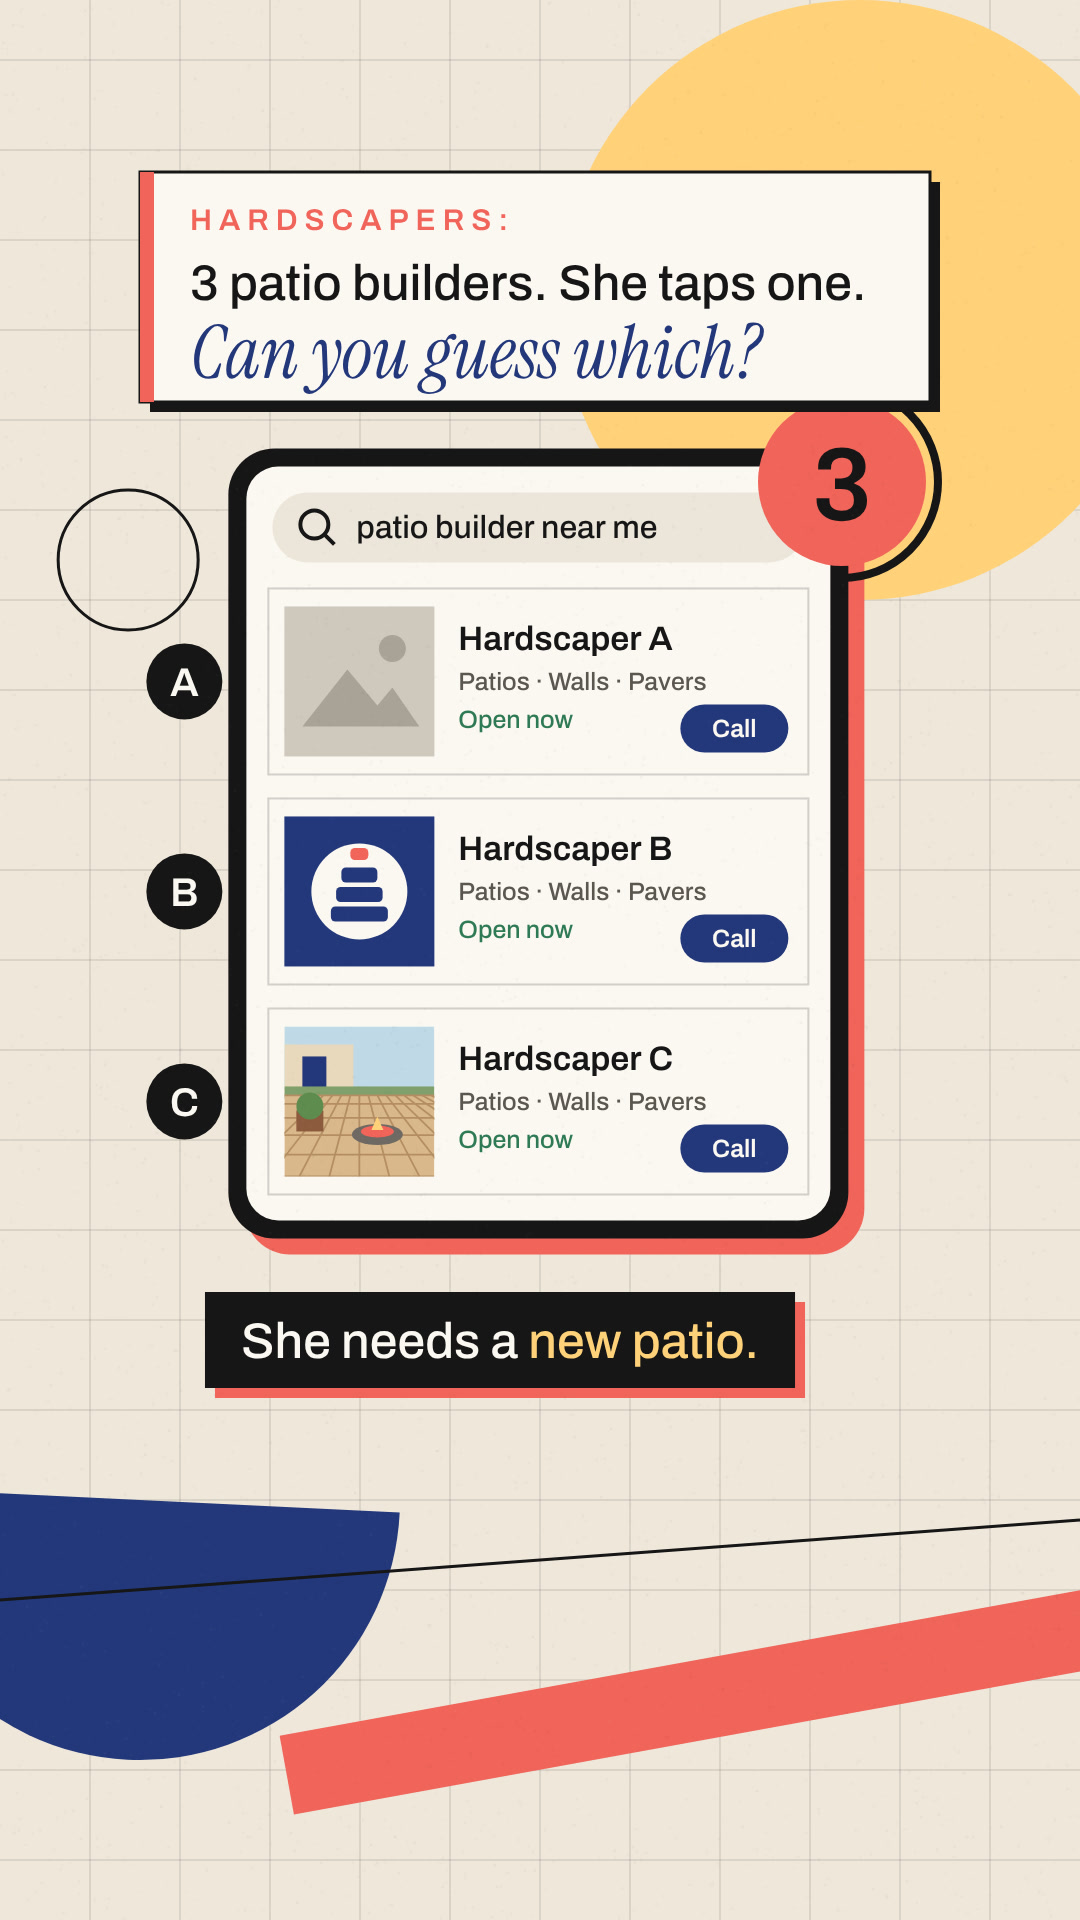 HARDSCAPERS:
3 patio builders. She taps one.
Can you guess which?
3
patio builder near me
A
Hardscaper A
Patios · Walls · Pavers
Open now
Call
B
Hardscaper B
Patios · Walls · Pavers
Open now
Call
C
Hardscaper C
Patios · Walls · Pavers
Open now
Call
She needs a new patio.